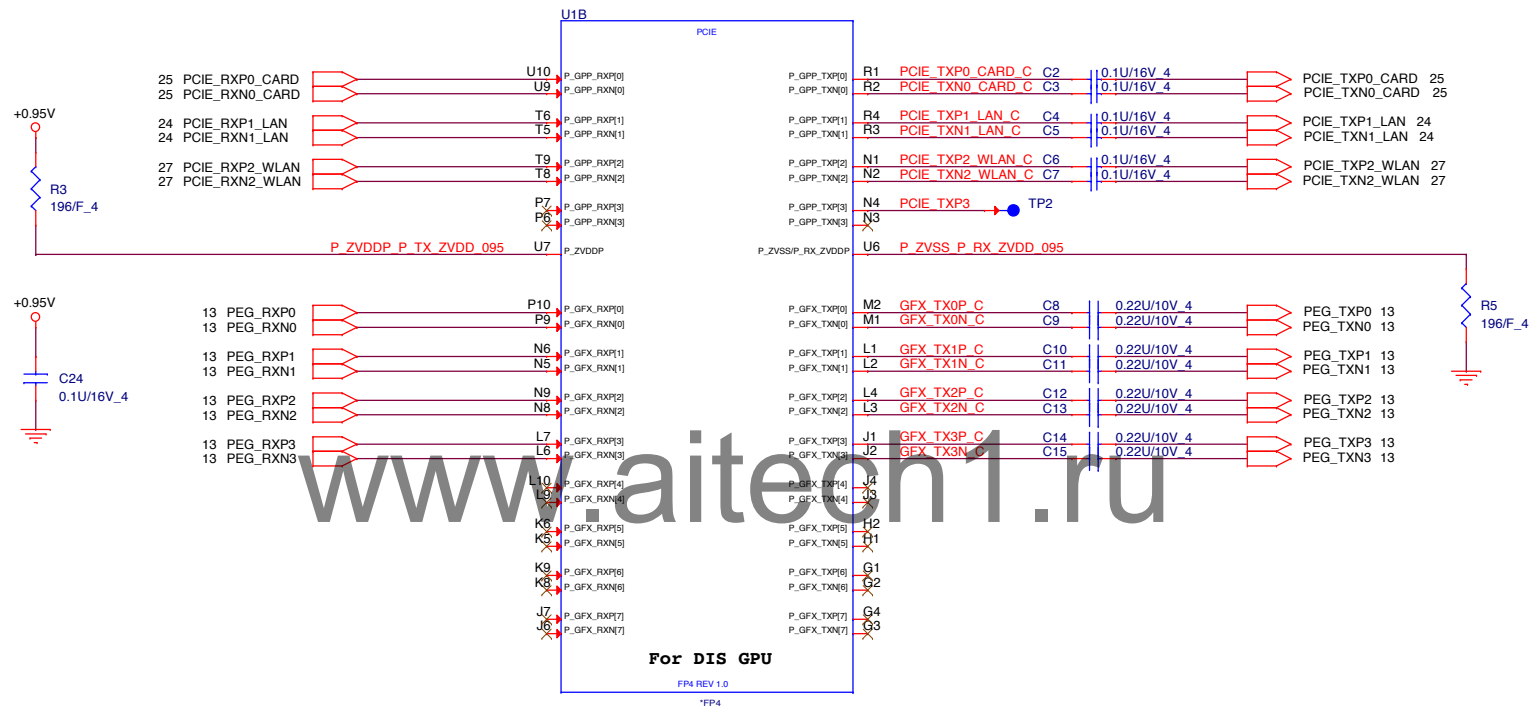 U1B
PCIE
25 PCIE_RXP0_CARD U10 P_GPP_RXP[0] P_GPP_TXP[0] R1 PCIE_TXP0_CARD_C C2 0.1U/16V_4 PCIE_TXP0_CARD 25
25 PCIE_RXN0_CARD U9 P_GPP_RXN[0] P_GPP_TXN[0] R2 PCIE_TXN0_CARD_C C3 0.1U/16V_4 PCIE_TXN0_CARD 25
+0.95V
24 PCIE_RXP1_LAN T6 P_GPP_RXP[1] P_GPP_TXP[1] R4 PCIE_TXP1_LAN_C C4 0.1U/16V_4 PCIE_TXP1_LAN 24
24 PCIE_RXN1_LAN T5 P_GPP_RXN[1] P_GPP_TXN[1] R3 PCIE_TXN1_LAN_C C5 0.1U/16V_4 PCIE_TXN1_LAN 24
27 PCIE_RXP2_WLAN T9 P_GPP_RXP[2] P_GPP_TXP[2] N1 PCIE_TXP2_WLAN_C C6 0.1U/16V_4 PCIE_TXP2_WLAN 27
27 PCIE_RXN2_WLAN T8 P_GPP_RXN[2] P_GPP_TXN[2] N2 PCIE_TXN2_WLAN_C C7 0.1U/16V_4 PCIE_TXN2_WLAN 27
R3
196/F_4
P7 P_GPP_RXP[3] P_GPP_TXP[3] N4 PCIE_TXP3 TP2
P6 P_GPP_RXN[3] P_GPP_TXN[3] N3
P_ZVDDP_P_TX_ZVDD_095 U7 P_ZVDDP P_ZVSS/P_RX_ZVDDP U6 P_ZVSS_P_RX_ZVDD_095
+0.95V
13 PEG_RXP0 P10 P_GFX_RXP[0] P_GFX_TXP[0] M2 GFX_TX0P_C C8 0.22U/10V_4 PEG_TXP0 13
13 PEG_RXN0 P9 P_GFX_RXN[0] P_GFX_TXN[0] M1 GFX_TX0N_C C9 0.22U/10V_4 PEG_TXN0 13
R5
196/F_4
13 PEG_RXP1 N6 P_GFX_RXP[1] P_GFX_TXP[1] L1 GFX_TX1P_C C10 0.22U/10V_4 PEG_TXP1 13
13 PEG_RXN1 N5 P_GFX_RXN[1] P_GFX_TXN[1] L2 GFX_TX1N_C C11 0.22U/10V_4 PEG_TXN1 13
C24
0.1U/16V_4
13 PEG_RXP2 N9 P_GFX_RXP[2] P_GFX_TXP[2] L4 GFX_TX2P_C C12 0.22U/10V_4 PEG_TXP2 13
13 PEG_RXN2 N8 P_GFX_RXN[2] P_GFX_TXN[2] L3 GFX_TX2N_C C13 0.22U/10V_4 PEG_TXN2 13
13 PEG_RXP3 L7 P_GFX_RXP[3] P_GFX_TXP[3] J1 GFX_TX3P_C C14 0.22U/10V_4 PEG_TXP3 13
13 PEG_RXN3 L6 P_GFX_RXN[3] P_GFX_TXN[3] J2 GFX_TX3N_C C15 0.22U/10V_4 PEG_TXN3 13
www.aitech1.ru
L10 P_GFX_RXP[4] P_GFX_TXP[4] J4
L9 P_GFX_RXN[4] P_GFX_TXN[4] J3
K6 P_GFX_RXP[5] P_GFX_TXP[5] H2
K5 P_GFX_RXN[5] P_GFX_TXN[5] H1
K9 P_GFX_RXP[6] P_GFX_TXP[6] G1
K8 P_GFX_RXN[6] P_GFX_TXN[6] G2
J7 P_GFX_RXP[7] P_GFX_TXP[7] G4
J6 P_GFX_RXN[7] P_GFX_TXN[7] G3
For DIS GPU
FP4 REV 1.0
*FP4